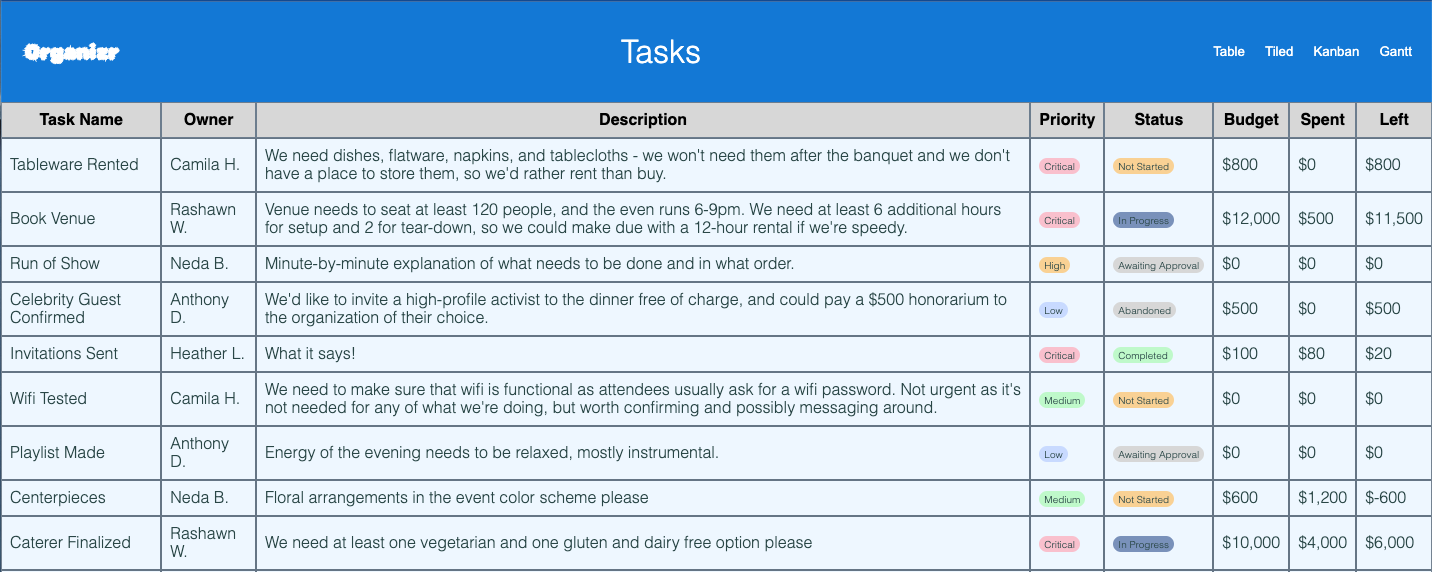 Organizr
Tasks
Table Tiled Kanban Gantt
Task Name Owner Description Priority Status Budget Spent Left
Tableware Rented Camila H. We need dishes, flatware, napkins, and tablecloths - we won't need them after the banquet and we don't
have a place to store them, so we'd rather rent than buy. Critical Not Started $800 $0 $800
Book Venue Rashawn
W. Venue needs to seat at least 120 people, and the even runs 6-9pm. We need at least 6 additional hours
for setup and 2 for tear-down, so we could make due with a 12-hour rental if we're speedy. Critical In Progress $12,000 $500 $11,500
Run of Show Neda B. Minute-by-minute explanation of what needs to be done and in what order. High Awaiting Approval $0 $0 $0
Celebrity Guest
Confirmed Anthony
D. We'd like to invite a high-profile activist to the dinner free of charge, and could pay a $500 honorarium to
the organization of their choice. Low Abandoned $500 $0 $500
Invitations Sent Heather L. What it says! Critical Completed $100 $80 $20
Wifi Tested Camila H. We need to make sure that wifi is functional as attendees usually ask for a wifi password. Not urgent as it's
not needed for any of what we're doing, but worth confirming and possibly messaging around. Medium Not Started $0 $0 $0
Playlist Made Anthony
D. Energy of the evening needs to be relaxed, mostly instrumental. Low Awaiting Approval $0 $0 $0
Centerpieces Neda B. Floral arrangements in the event color scheme please Medium Not Started $600 $1,200 $-600
Caterer Finalized Rashawn
W. We need at least one vegetarian and one gluten and dairy free option please Critical In Progress $10,000 $4,000 $6,000